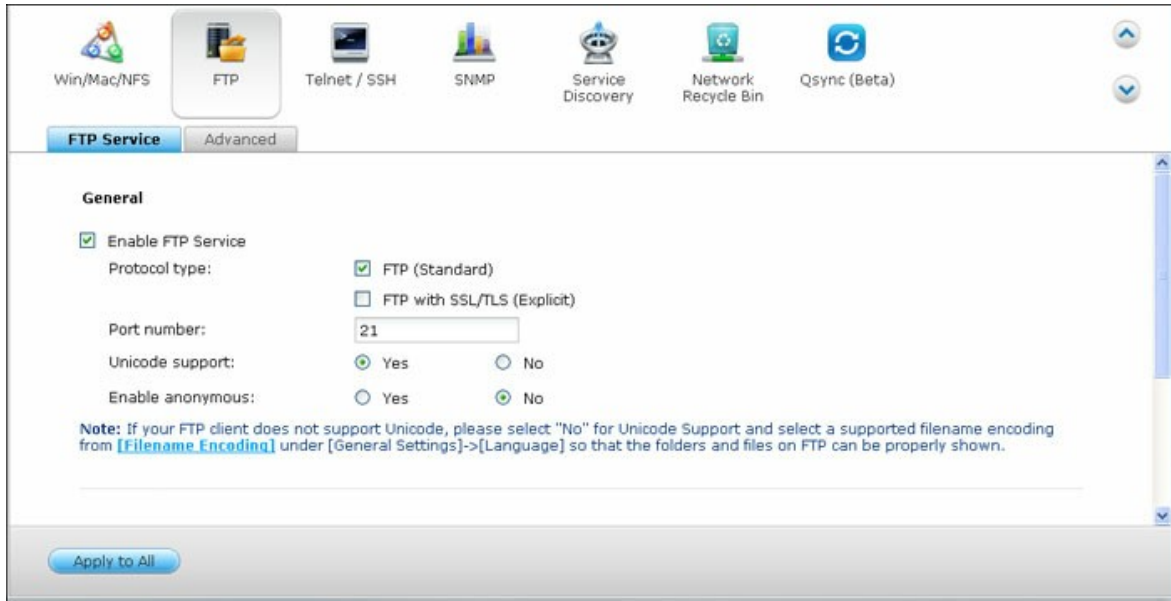 Win/Mac/NFS
FTP
Telnet / SSH
SNMP
Service
Discovery
Network
Recycle Bin
Qsync (Beta)
FTP Service
Advanced
General
Enable FTP Service
Protocol type:
FTP (Standard)
FTP with SSL/TLS (Explicit)
Port number:
21
Unicode support:
Yes
No
Enable anonymous:
Yes
No
Note: If your FTP client does not support Unicode, please select "No" for Unicode Support and select a supported filename encoding
from [Filename Encoding] under [General Settings]->[Language] so that the folders and files on FTP can be properly shown.
Apply to All